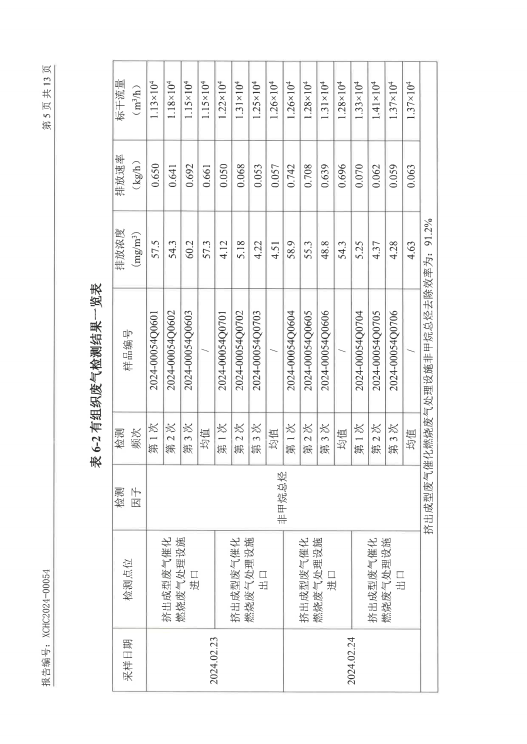 报告编号：XCHC2024-00054 第 5 页 共 13 页
表 6-2 有组织废气检测结果一览表
采样日期 检测点位 检测因子 检测频次 样品编号 排放浓度（mg/m³） 排放速率（kg/h） 标干流量（m³/h）
2024.02.23 挤出成型废气催化燃烧废气处理设施进口 非甲烷总烃 第 1 次 2024-00054Q0601 57.5 0.650 1.13×10⁴
第 2 次 2024-00054Q0602 54.3 0.641 1.18×10⁴
第 3 次 2024-00054Q0603 60.2 0.692 1.15×10⁴
均值 / 57.3 0.661 1.15×10⁴
挤出成型废气催化燃烧废气处理设施出口 第 1 次 2024-00054Q0701 4.12 0.050 1.22×10⁴
第 2 次 2024-00054Q0702 5.18 0.068 1.31×10⁴
第 3 次 2024-00054Q0703 4.22 0.053 1.25×10⁴
均值 / 4.51 0.057 1.26×10⁴
2024.02.24 挤出成型废气催化燃烧废气处理设施进口 第 1 次 2024-00054Q0604 58.9 0.742 1.26×10⁴
第 2 次 2024-00054Q0605 55.3 0.708 1.28×10⁴
第 3 次 2024-00054Q0606 48.8 0.639 1.31×10⁴
均值 / 54.3 0.696 1.28×10⁴
挤出成型废气催化燃烧废气处理设施出口 第 1 次 2024-00054Q0704 5.25 0.070 1.33×10⁴
第 2 次 2024-00054Q0705 4.37 0.062 1.41×10⁴
第 3 次 2024-00054Q0706 4.28 0.059 1.37×10⁴
均值 / 4.63 0.063 1.37×10⁴
挤出成型废气催化燃烧废气处理设施非甲烷总烃去除效率为：91.2%